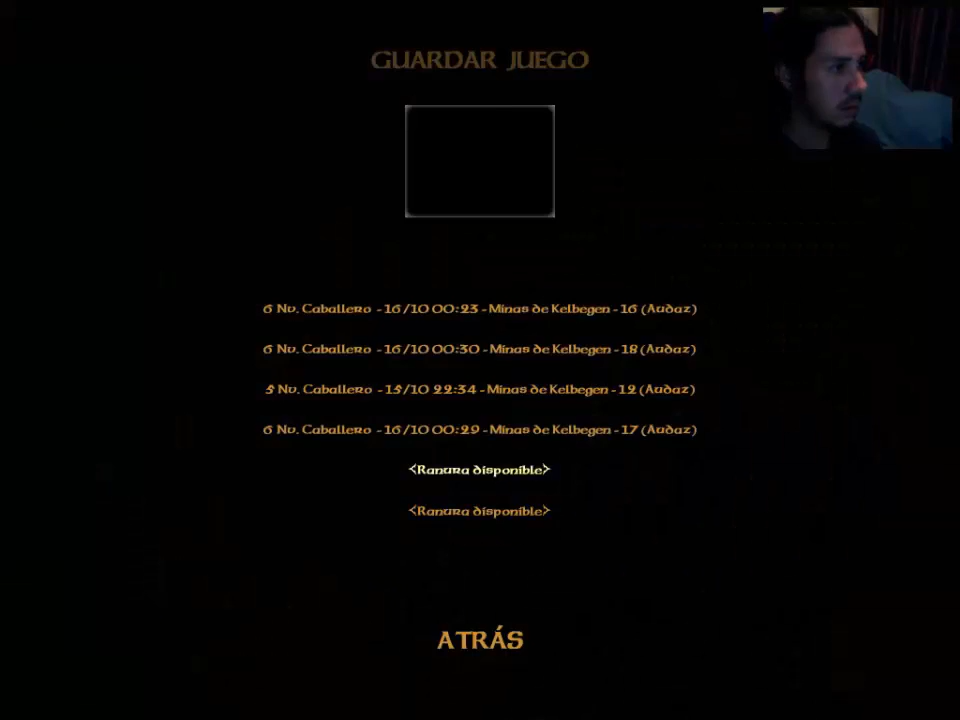 GUARDAR JUEGO
6 Nv. Caballero - 16/10 00:23 - Minas de Kelbegen - 16 (Audaz)
6 Nv. Caballero - 16/10 00:30 - Minas de Kelbegen - 18 (Audaz)
5 Nv. Caballero - 15/10 22:34 - Minas de Kelbegen - 12 (Audaz)
6 Nv. Caballero - 16/10 00:29 - Minas de Kelbegen - 17 (Audaz)
<Ranura disponible>
<Ranura disponible>
ATRÁS